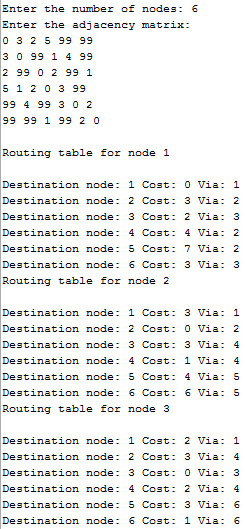 Enter the number of nodes: 6
Enter the adjacency matrix:
0 3 2 5 99 99
3 0 99 1 4 99
2 99 0 2 99 1
5 1 2 0 3 99
99 4 99 3 0 2
99 99 1 99 2 0
Routing table for node 1
Destination node: 1 Cost: 0 Via: 1
Destination node: 2 Cost: 3 Via: 2
Destination node: 3 Cost: 2 Via: 3
Destination node: 4 Cost: 4 Via: 2
Destination node: 5 Cost: 7 Via: 2
Destination node: 6 Cost: 3 Via: 3
Routing table for node 2
Destination node: 1 Cost: 3 Via: 1
Destination node: 2 Cost: 0 Via: 2
Destination node: 3 Cost: 3 Via: 4
Destination node: 4 Cost: 1 Via: 4
Destination node: 5 Cost: 4 Via: 5
Destination node: 6 Cost: 6 Via: 5
Routing table for node 3
Destination node: 1 Cost: 2 Via: 1
Destination node: 2 Cost: 3 Via: 4
Destination node: 3 Cost: 0 Via: 3
Destination node: 4 Cost: 2 Via: 4
Destination node: 5 Cost: 3 Via: 6
Destination node: 6 Cost: 1 Via: 6